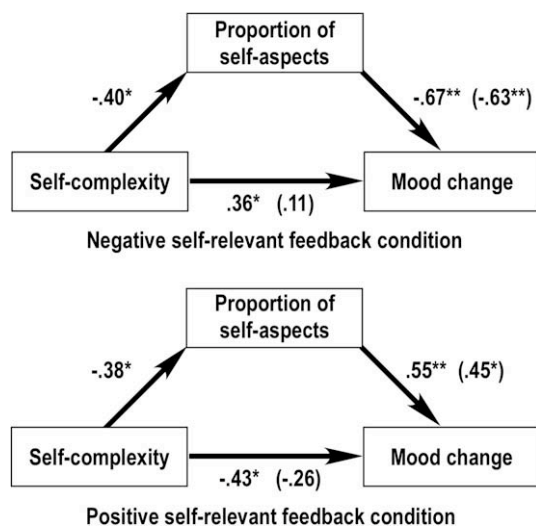 Proportion of
self-aspects
-.40*
-.67** (-.63**)
Self-complexity
.36* (.11)
Mood change
Negative self-relevant feedback condition
Proportion of
self-aspects
-.38*
.55** (.45*)
Self-complexity
-.43* (-.26)
Mood change
Positive self-relevant feedback condition